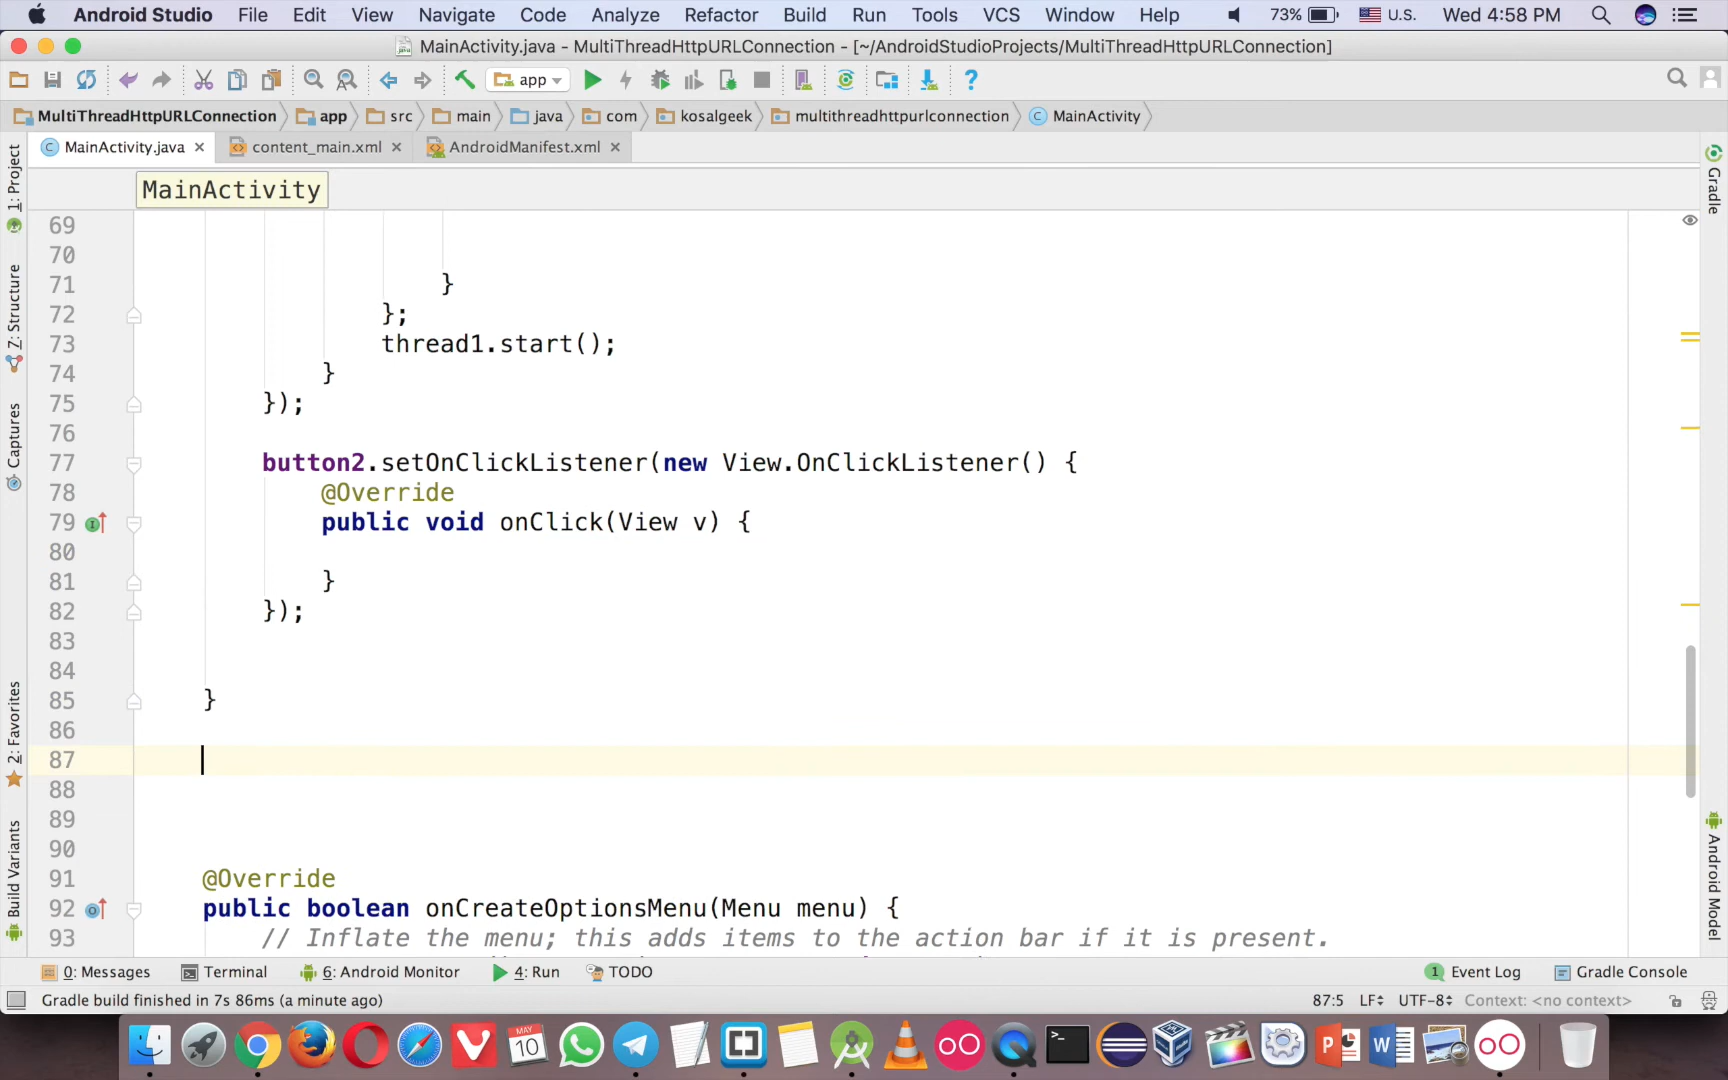 Android Studio File Edit View Navigate Code Analyze Refactor Build Run Tools VCS Window Help 73% U.S. Wed 4:58 PM
MainActivity.java - MultiThreadHttpURLConnection - [~/AndroidStudioProjects/MultiThreadHttpURLConnection]
app
MultiThreadHttpURLConnection app src main java com kosalgeek multithreadhttpurlconnection MainActivity
MainActivity.java content_main.xml AndroidManifest.xml
MainActivity
1: Project
Z: Structure
Captures
2: Favorites
Build Variants
69
70
71 }
72 };
73 thread1.start();
74 }
75 });
76
77 button2.setOnClickListener(new View.OnClickListener() {
78 @Override
79 public void onClick(View v) {
80
81 }
82 });
83
84
85 }
86
87
88
89
90
91 @Override
92 public boolean onCreateOptionsMenu(Menu menu) {
93 // Inflate the menu; this adds items to the action bar if it is present.
Gradle
Android Model
0: Messages Terminal 6: Android Monitor 4: Run TODO 1 Event Log Gradle Console
Gradle build finished in 7s 86ms (a minute ago) 87:5 LF UTF-8 Context: <no context>
MAY
10